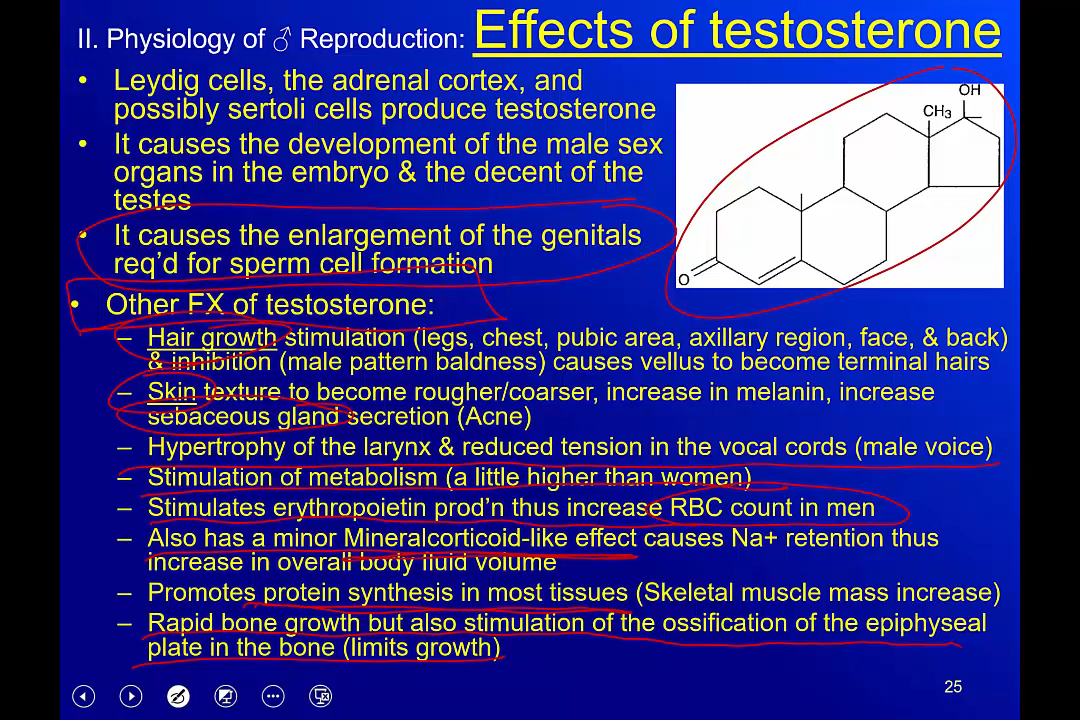 II. Physiology of ♂ Reproduction: Effects of testosterone
• Leydig cells, the adrenal cortex, and
possibly sertoli cells produce testosterone
• It causes the development of the male sex
organs in the embryo & the decent of the
testes
• It causes the enlargement of the genitals
req'd for sperm cell formation
OH
CH3
O
• Other FX of testosterone:
– Hair growth stimulation (legs, chest, pubic area, axillary region, face, & back)
& inhibition (male pattern baldness) causes vellus to become terminal hairs
– Skin texture to become rougher/coarser, increase in melanin, increase
sebaceous gland secretion (Acne)
– Hypertrophy of the larynx & reduced tension in the vocal cords (male voice)
– Stimulation of metabolism (a little higher than women)
– Stimulates erythropoietin prod'n thus increase RBC count in men
– Also has a minor Mineralcorticoid-like effect causes Na+ retention thus
increase in overall body fluid volume
– Promotes protein synthesis in most tissues (Skeletal muscle mass increase)
– Rapid bone growth but also stimulation of the ossification of the epiphyseal
plate in the bone (limits growth)
25